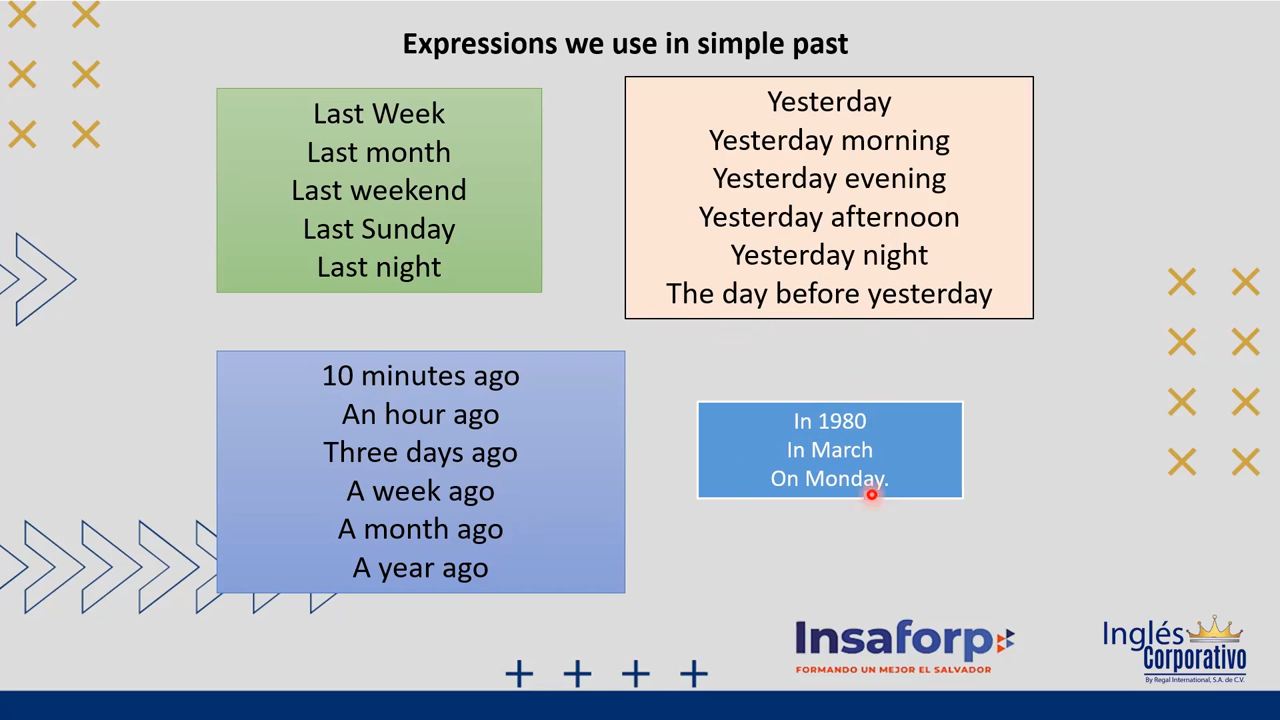 Expressions we use in simple past
Last Week
Last month
Last weekend
Last Sunday
Last night
Yesterday
Yesterday morning
Yesterday evening
Yesterday afternoon
Yesterday night
The day before yesterday
10 minutes ago
An hour ago
Three days ago
A week ago
A month ago
A year ago
In 1980
In March
On Monday.
Insaforp
FORMANDO UN MEJOR EL SALVADOR
Inglés
Corporativo
By Regal International, S.A. de C.V.